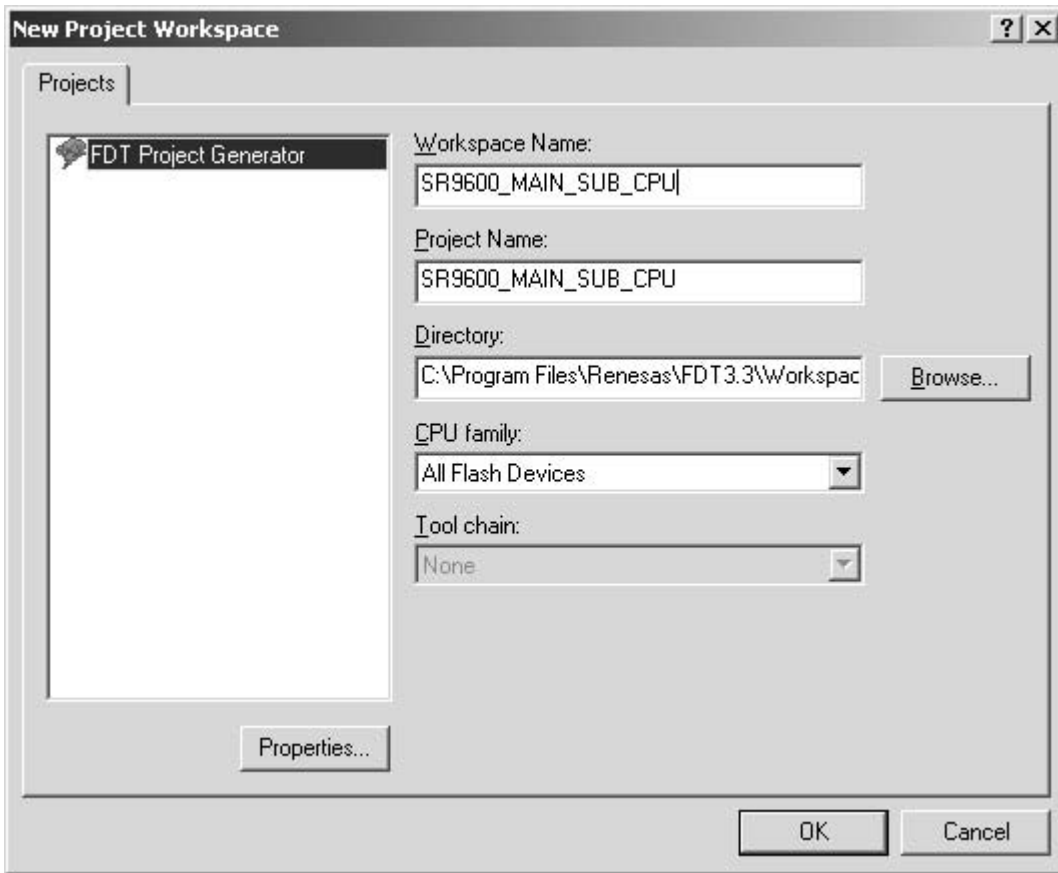 New Project Workspace
Projects
FDT Project Generator
Workspace Name:
SR9600_MAIN_SUB_CPU
Project Name:
SR9600_MAIN_SUB_CPU
Directory:
C:\Program Files\Renesas\FDT3.3\Workspac
Browse...
CPU family:
All Flash Devices
Tool chain:
None
Properties...
OK
Cancel